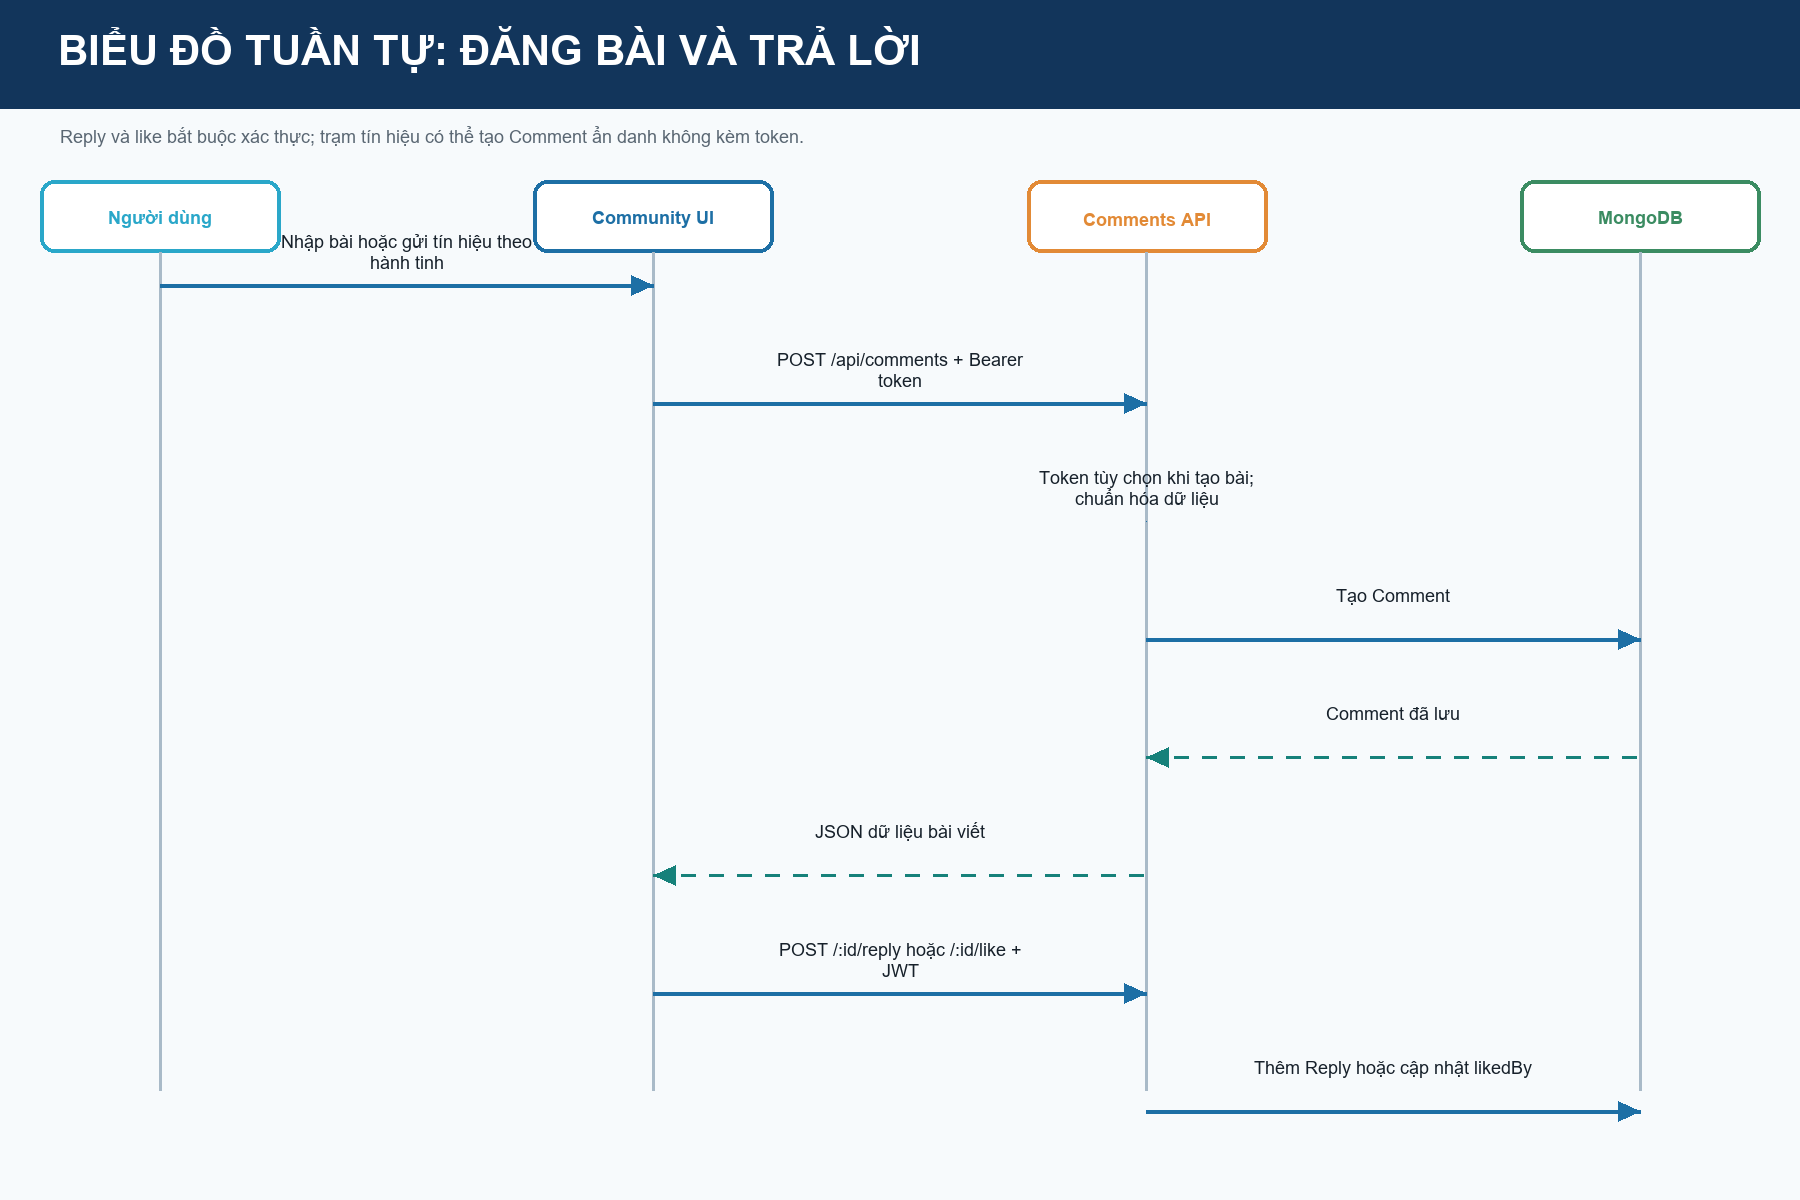 BIỂU ĐỒ TUẦN TỰ: ĐĂNG BÀI VÀ TRẢ LỜI
Reply và like bắt buộc xác thực; trạm tín hiệu có thể tạo Comment ẩn danh không kèm token.
Người dùng
Community UI
Comments API
MongoDB
Nhập bài hoặc gửi tín hiệu theo
hành tinh
POST /api/comments + Bearer
token
Token tùy chọn khi tạo bài;
chuẩn hóa dữ liệu
Tạo Comment
Comment đã lưu
JSON dữ liệu bài viết
POST /:id/reply hoặc /:id/like +
JWT
Thêm Reply hoặc cập nhật likedBy